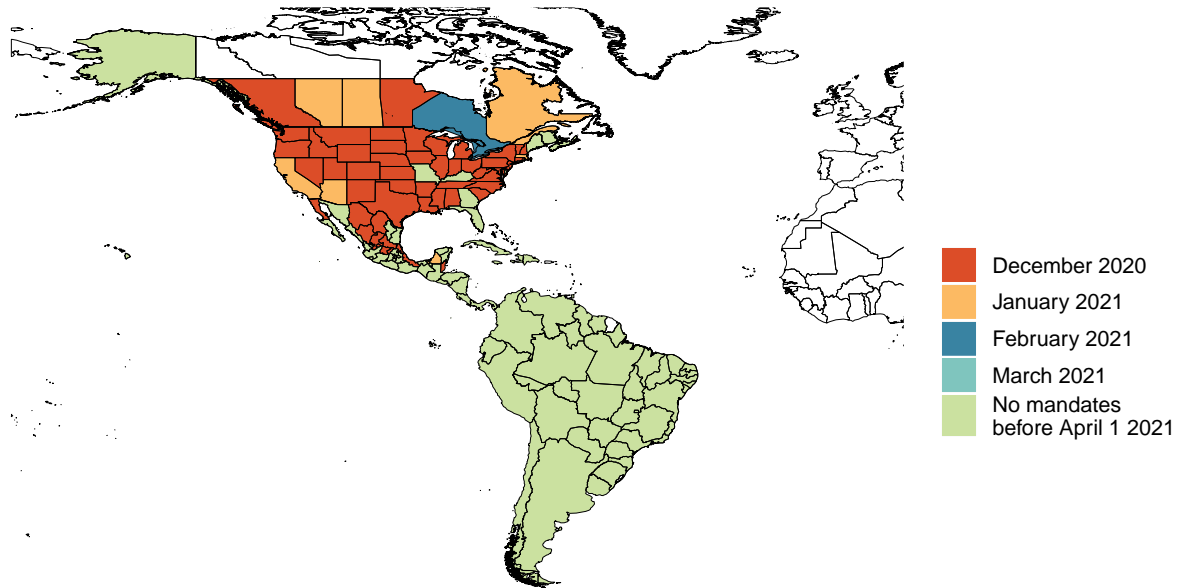 December 2020
January 2021
February 2021
March 2021
No mandates
before April 1 2021